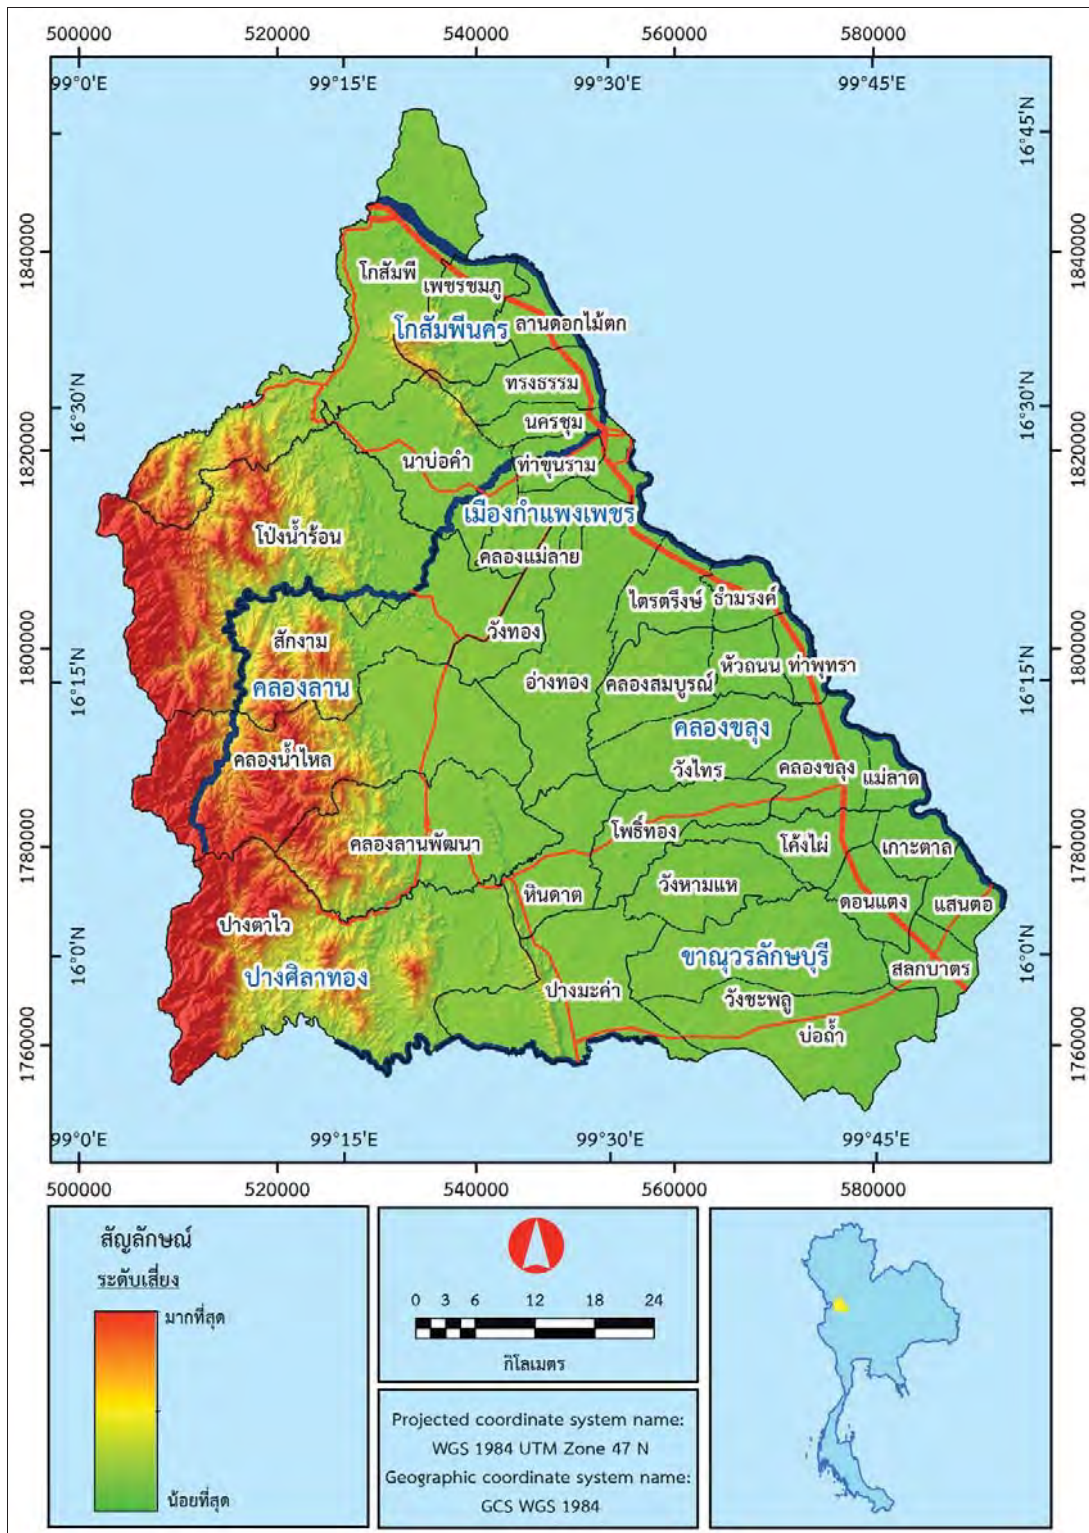 500000 520000 540000 560000 580000
99°0'E 99°15'E 99°30'E 99°45'E
16°45'N
1840000 1840000
โกสัมพี
เพชรชมภู
โกสัมพีนคร
ลานดอกไม้ตก
ทรงธรรม
16°30'N 16°30'N
นครชุม
1820000 1820000
นาบ่อคำ
ท่าขุนราม
เมืองกำแพงเพชร
โป่งน้ำร้อน
คลองแม่ลาย
ไตรตรึงษ์
ธำมรงค์
วังทอง
สักงาม
1800000 1800000
หัวถนน
ท่าพุทรา
อ่างทอง
คลองสมบูรณ์
16°15'N 16°15'N
คลองลาน
คลองขลุง
คลองน้ำไหล
วังไทร
คลองขลุง
แม่ลาด
คลองลานพัฒนา
โพธิ์ทอง
โค้งไผ่
เกาะตาล
1780000 1780000
วังหามแห
หินดาต
ดอนแตง
แสนตอ
ปางตาไว
16°0'N 16°0'N
ขาณุวรลักษบุรี
สลกบาตร
ปางศิลาทอง
ปางมะค่า
วังชะพลู
บ่อถ้ำ
1760000 1760000
99°0'E 99°15'E 99°30'E 99°45'E
500000 520000 540000 560000 580000
สัญลักษณ์
ระดับเสี่ยง
มากที่สุด
น้อยที่สุด
0 3 6 12 18 24
กิโลเมตร
Projected coordinate system name:
WGS 1984 UTM Zone 47 N
Geographic coordinate system name:
GCS WGS 1984